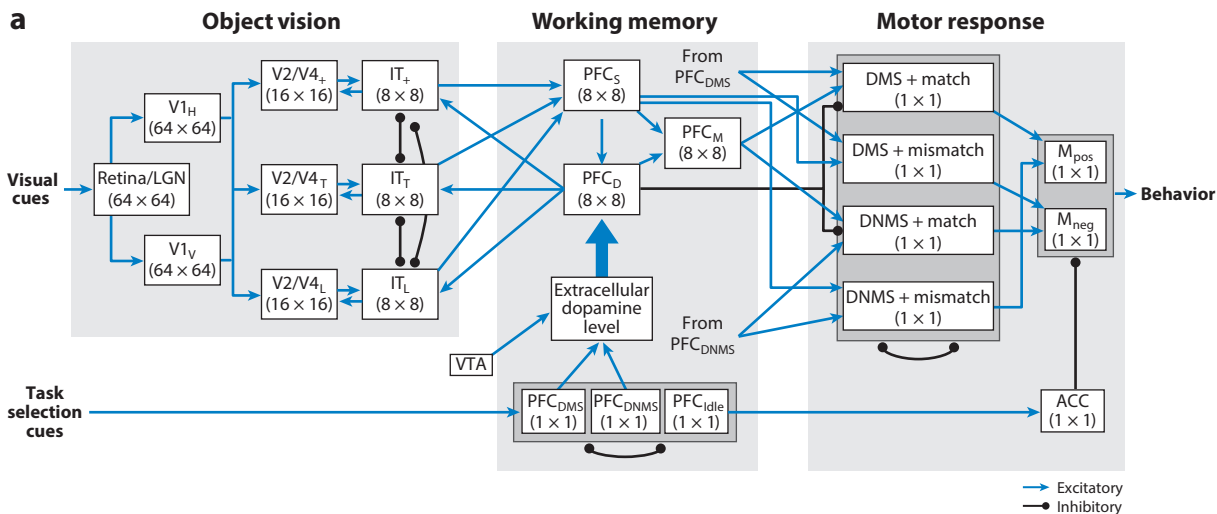 a
Object vision
Working memory
Motor response
Visual
cues
Retina/LGN
(64 × 64)
V1H
(64 × 64)
V1V
(64 × 64)
V2/V4+
(16 × 16)
V2/V4T
(16 × 16)
V2/V4L
(16 × 16)
IT+
(8 × 8)
ITT
(8 × 8)
ITL
(8 × 8)
PFCS
(8 × 8)
PFCD
(8 × 8)
PFCM
(8 × 8)
Extracellular
dopamine
level
VTA
Task
selection
cues
PFCDMS
(1 × 1)
PFCDNMS
(1 × 1)
PFCIdle
(1 × 1)
From
PFCDMS
From
PFCDNMS
DMS + match
(1 × 1)
DMS + mismatch
(1 × 1)
DNMS + match
(1 × 1)
DNMS + mismatch
(1 × 1)
Mpos
(1 × 1)
Mneg
(1 × 1)
Behavior
ACC
(1 × 1)
Excitatory
Inhibitory